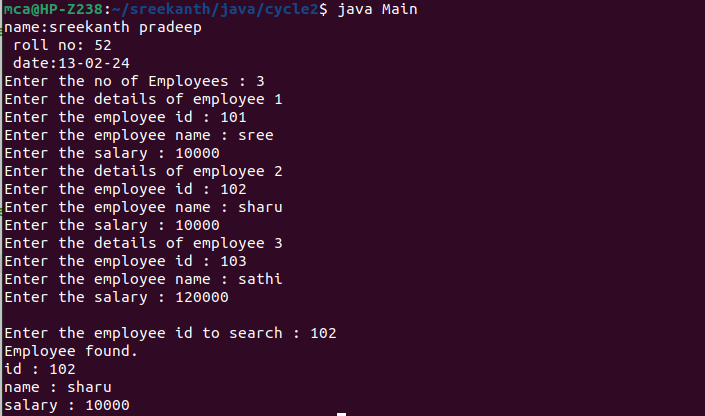 mca@HP-Z238:~/sreekanth/java/cycle2$ java Main
name:sreekanth pradeep
 roll no: 52
 date:13-02-24
Enter the no of Employees : 3
Enter the details of employee 1
Enter the employee id : 101
Enter the employee name : sree
Enter the salary : 10000
Enter the details of employee 2
Enter the employee id : 102
Enter the employee name : sharu
Enter the salary : 10000
Enter the details of employee 3
Enter the employee id : 103
Enter the employee name : sathi
Enter the salary : 120000

Enter the employee id to search : 102
Employee found.
id : 102
name : sharu
salary : 10000